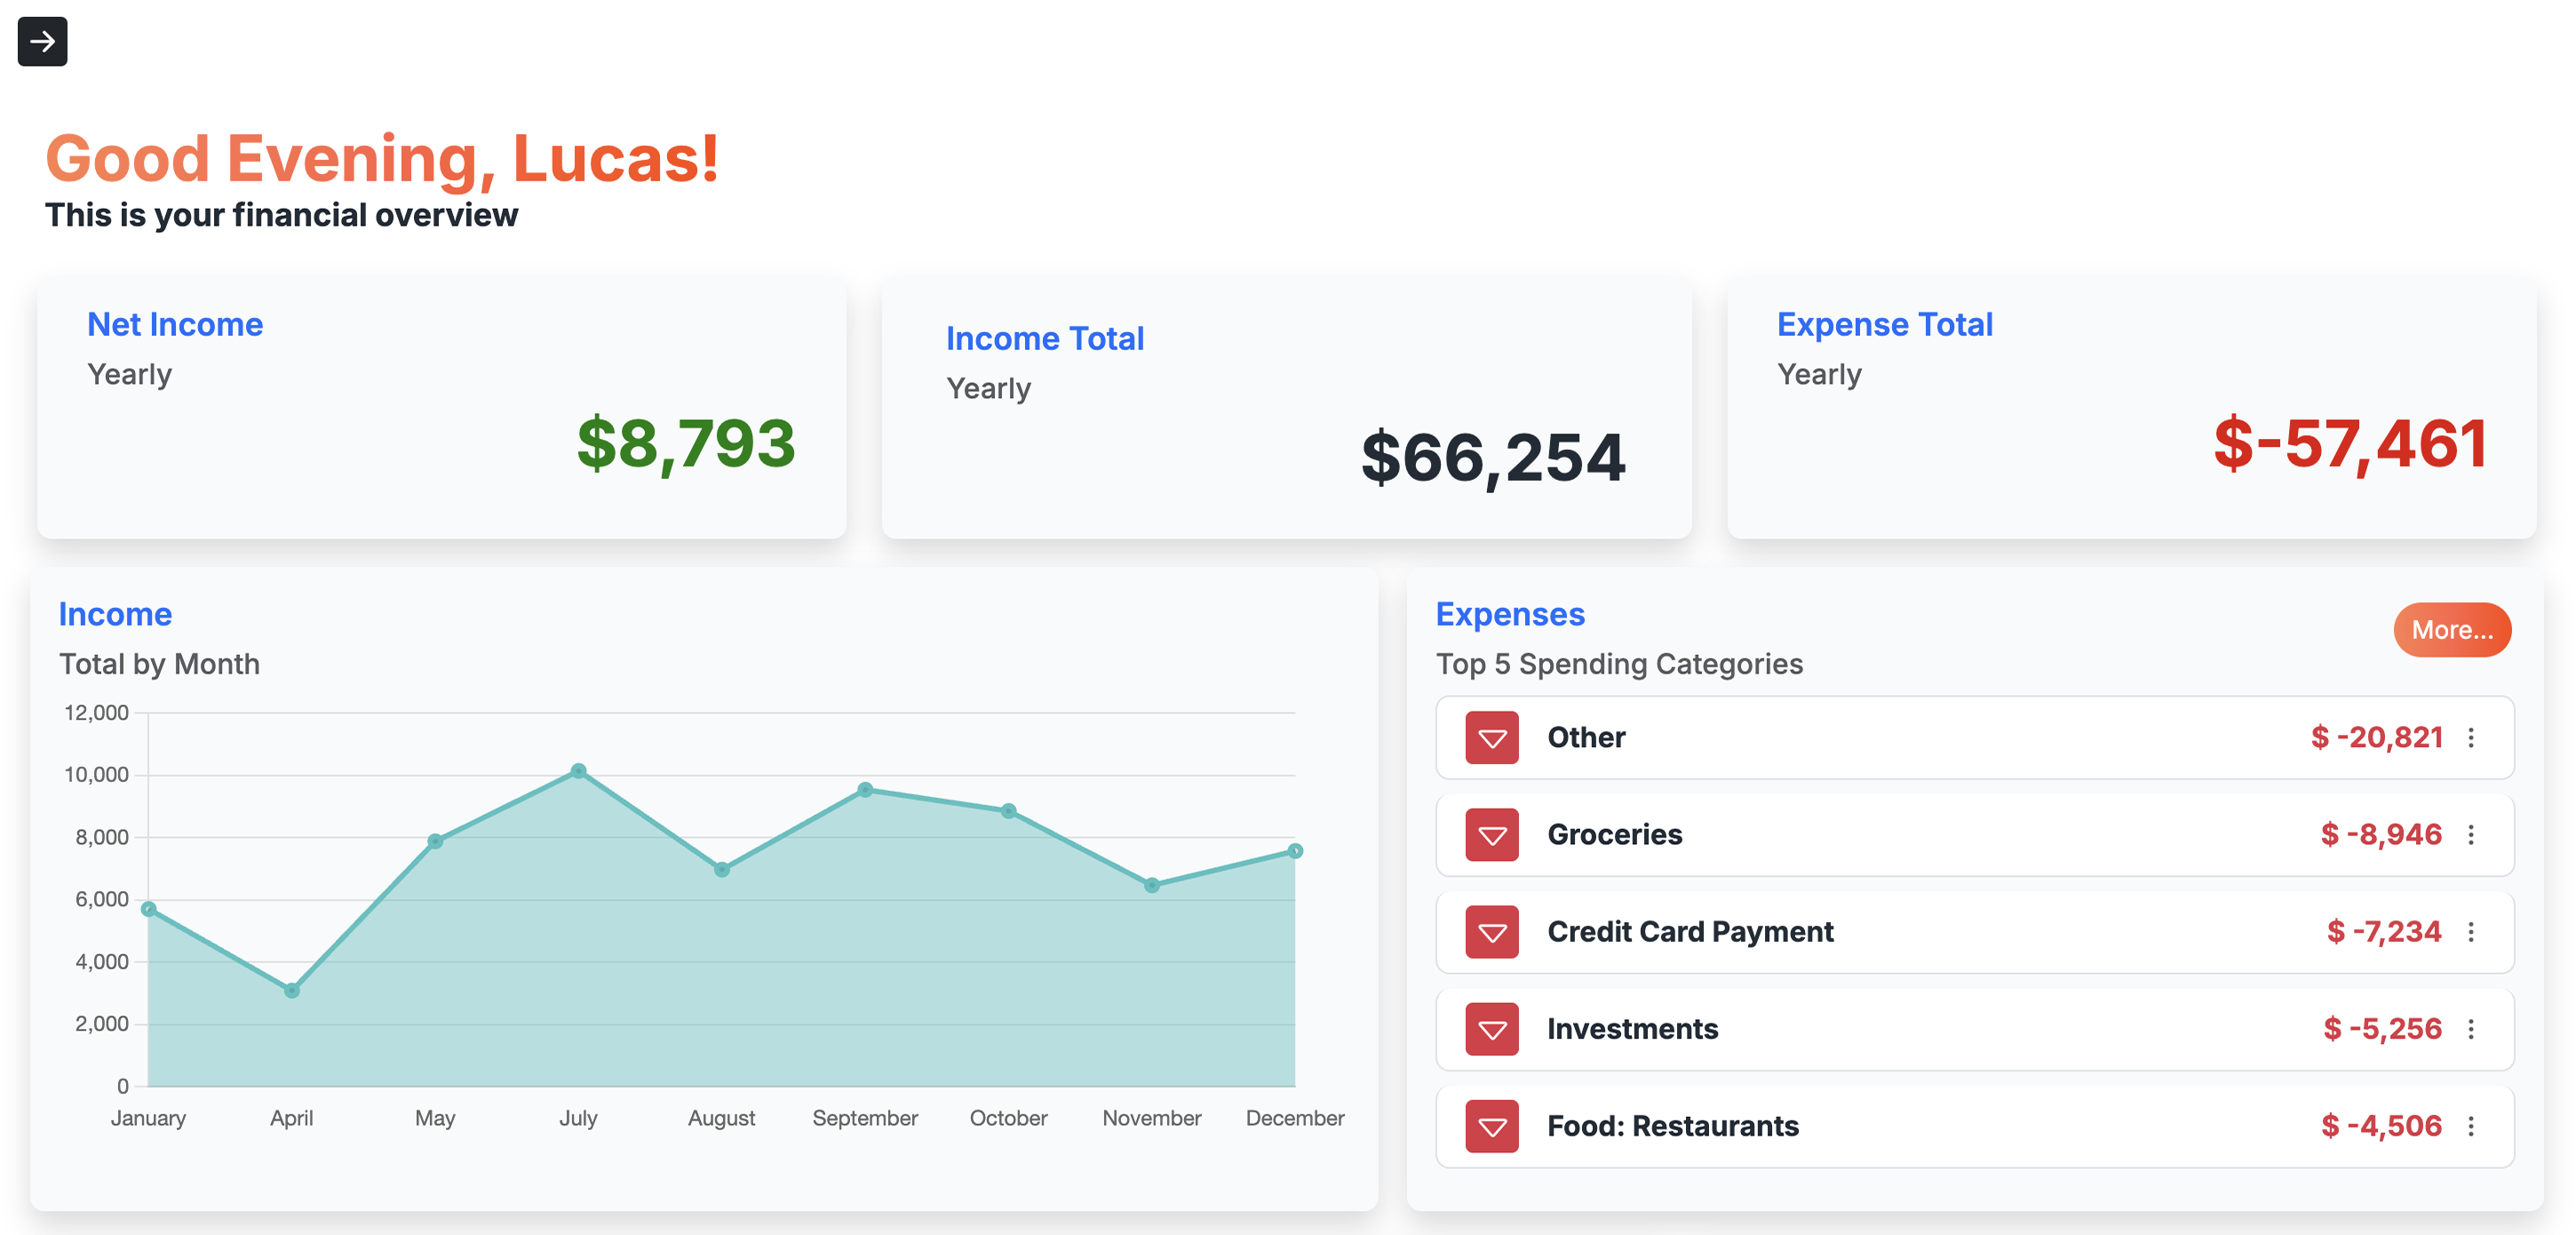 Good Evening, Lucas!
This is your financial overview
Net Income
Yearly
$8,793
Income Total
Yearly
$66,254
Expense Total
Yearly
$-57,461
Income
Total by Month
12,000
10,000
8,000
6,000
4,000
2,000
0
January April May July August September October November December
Expenses
More...
Top 5 Spending Categories
Other $ -20,821
Groceries $ -8,946
Credit Card Payment $ -7,234
Investments $ -5,256
Food: Restaurants $ -4,506